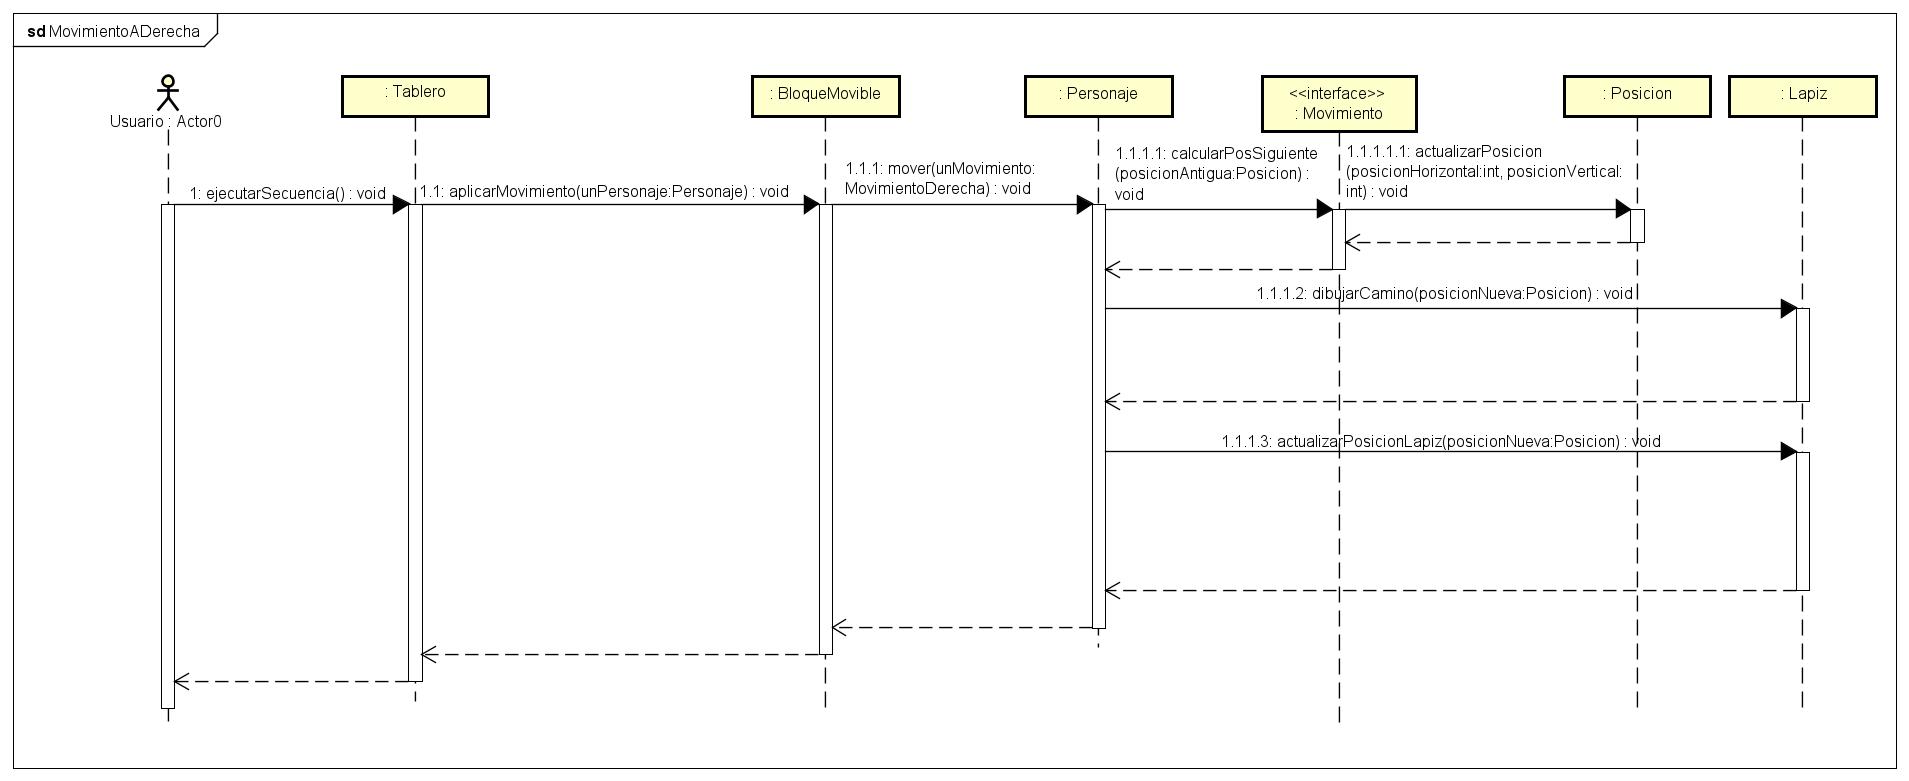 sd MovimientoADerecha
Usuario : Actor0
: Tablero
: BloqueMovible
: Personaje
<<interface>>
: Movimiento
: Posicion
: Lapiz
1: ejecutarSecuencia() : void
1.1: aplicarMovimiento(unPersonaje:Personaje) : void
1.1.1: mover(unMovimiento:
MovimientoDerecha) : void
1.1.1.1: calcularPosSiguiente
(posicionAntigua:Posicion) :
void
1.1.1.1.1: actualizarPosicion
(posicionHorizontal:int, posicionVertical:
int) : void
1.1.1.2: dibujarCamino(posicionNueva:Posicion) : void
1.1.1.3: actualizarPosicionLapiz(posicionNueva:Posicion) : void